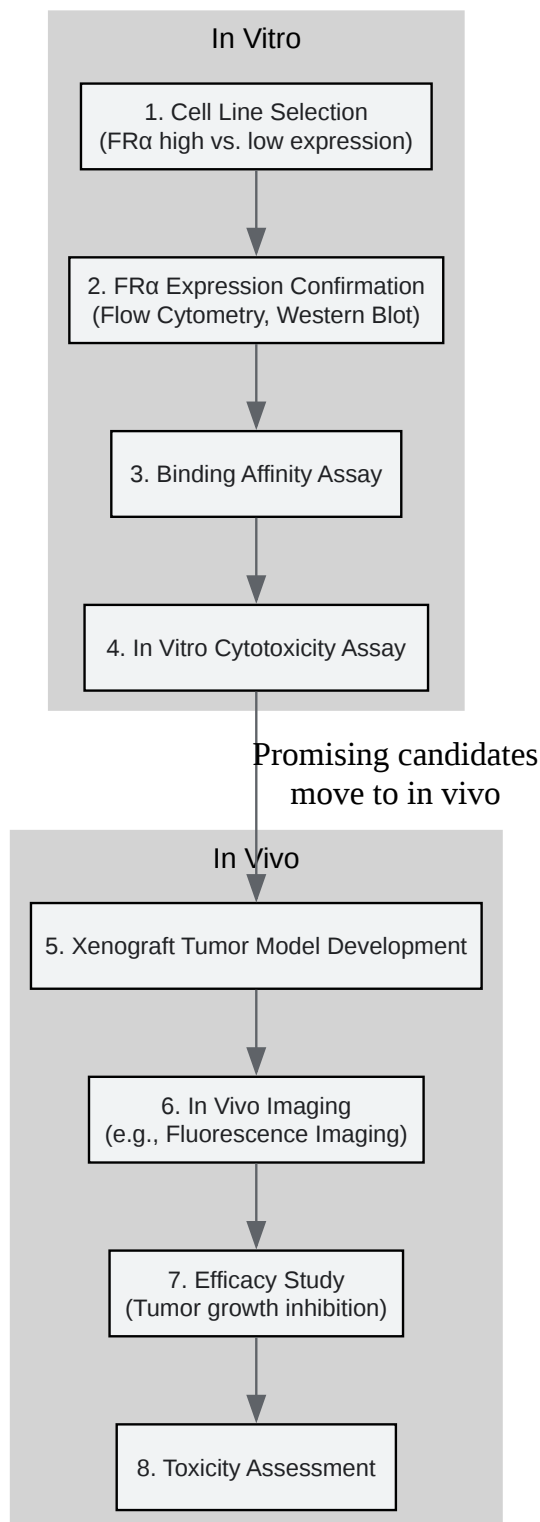 In Vitro
1. Cell Line Selection
(FRα high vs. low expression)
2. FRα Expression Confirmation
(Flow Cytometry, Western Blot)
3. Binding Affinity Assay
4. In Vitro Cytotoxicity Assay
Promising candidates
move to in vivo
In Vivo
5. Xenograft Tumor Model Development
6. In Vivo Imaging
(e.g., Fluorescence Imaging)
7. Efficacy Study
(Tumor growth inhibition)
8. Toxicity Assessment